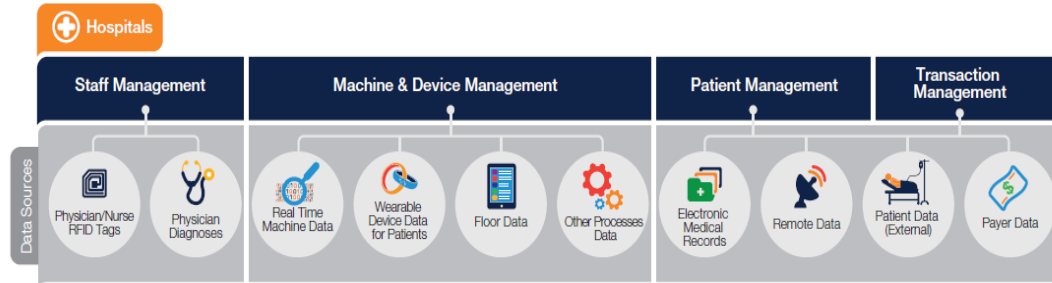 Hospitals
Staff Management
Machine & Device Management
Patient Management
Transaction
Management
Data Sources
Physician/Nurse
RFID Tags
Physician
Diagnoses
Real Time
Machine Data
Wearable
Device Data
for Patients
Floor Data
Other Processes
Data
Electronic
Medical
Records
Remote Data
Patient Data
(External)
Payer Data